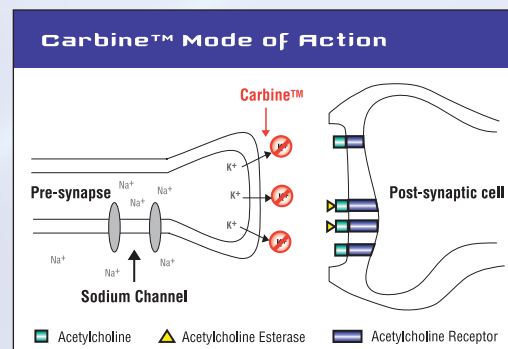 Carbine™ Mode of Action
Carbine™
K+
K+
K+
K+
K+
K+
Pre-synapse
Na+
Na+
Na+
Na+
Na+
Na+
Na+
Sodium Channel
Post-synaptic cell
Acetylcholine
Acetylcholine Esterase
Acetylcholine Receptor